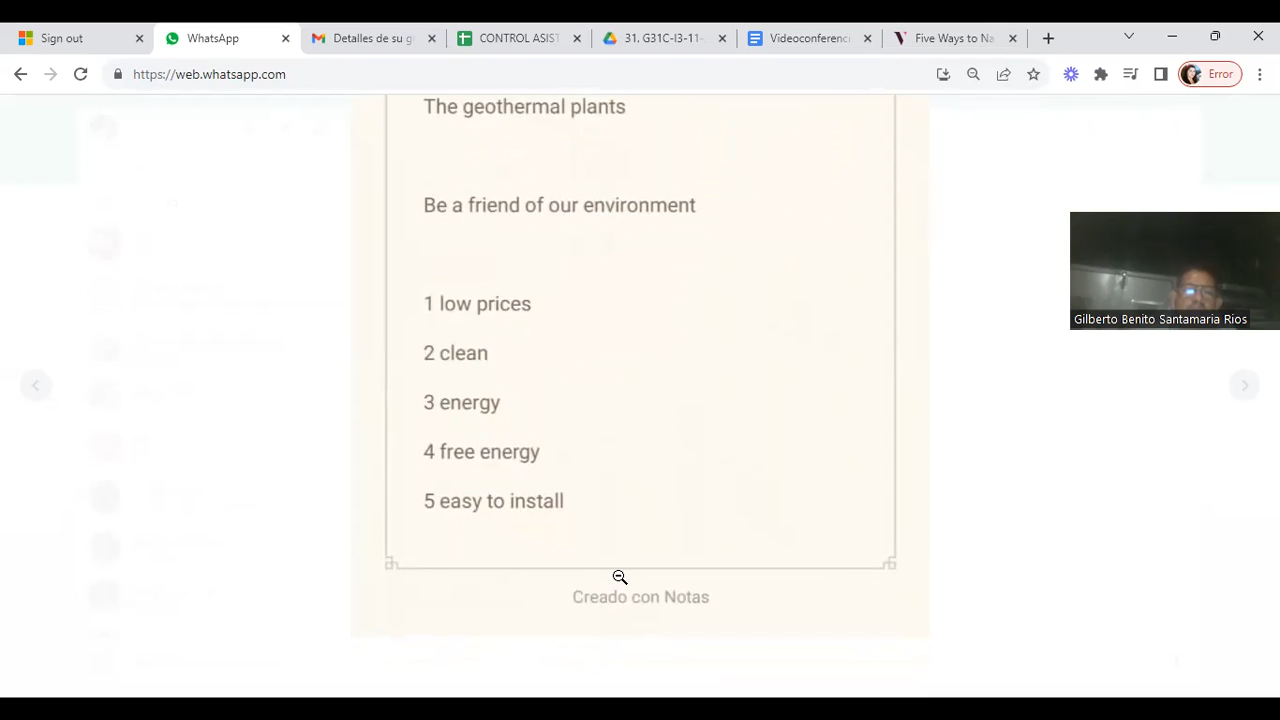 Sign out
WhatsApp
Detalles de su g
CONTROL ASIST
31. G31C-I3-11-
Videoconferenc
Five Ways to Na
https://web.whatsapp.com
Error
The geothermal plants
Be a friend of our environment
1 low prices
2 clean
3 energy
4 free energy
5 easy to install
Creado con Notas
Gilberto Benito Santamaria Rios